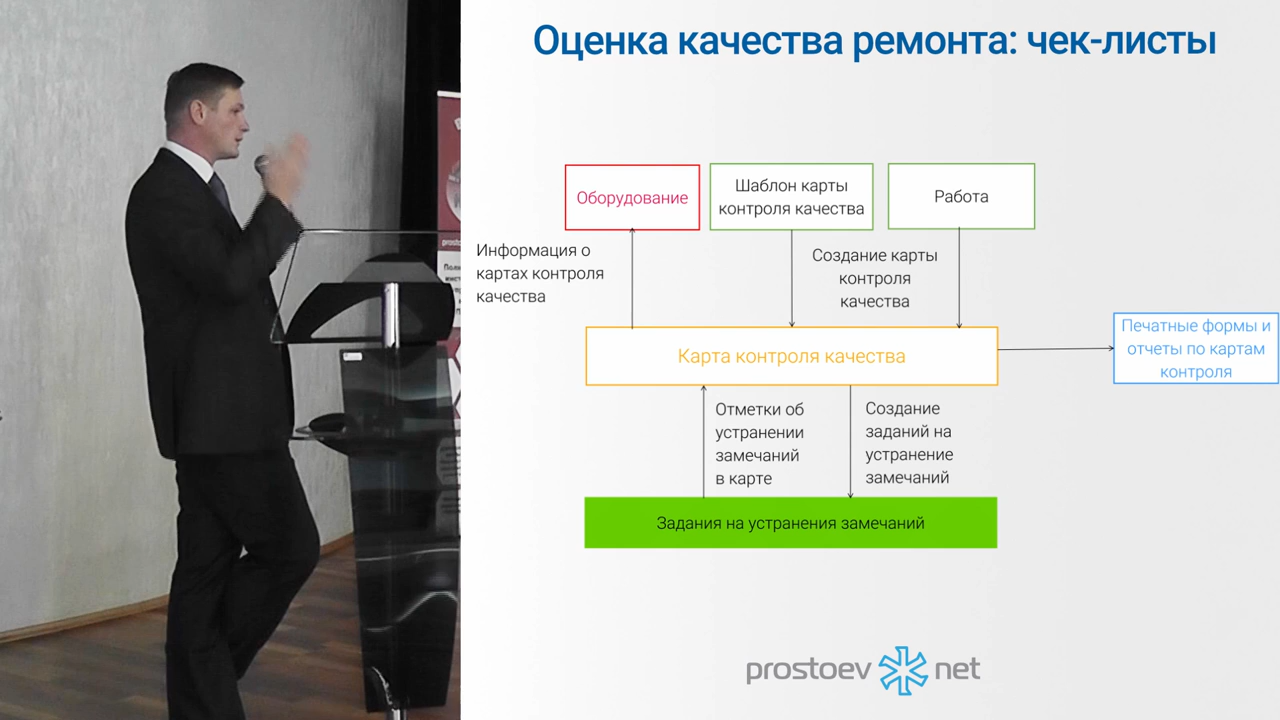 Оценка качества ремонта: чек-листы
Оборудование
Шаблон карты
контроля качества
Работа
Информация о
картах контроля
качества
Создание карты
контроля
качества
Карта контроля качества
Печатные формы и
отчеты по картам
контроля
Отметки об
устранении
замечаний
в карте
Создание
заданий на
устранение
замечаний
Задания на устранения замечаний
prostoev net